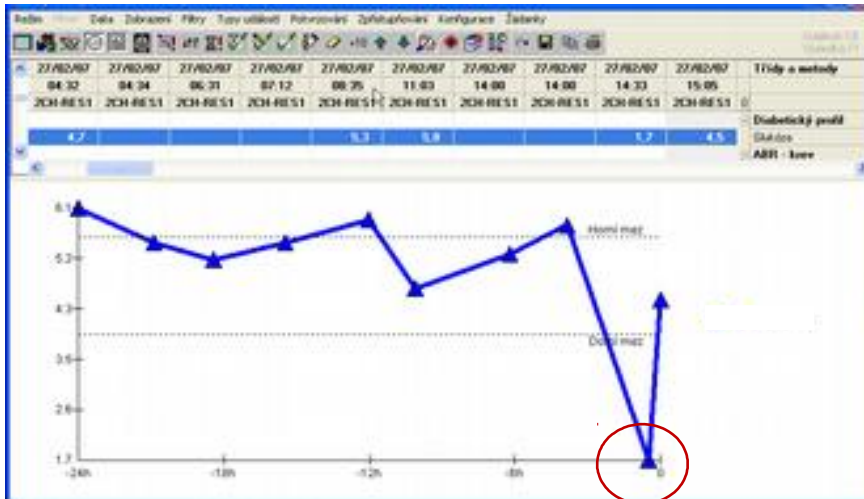 Režim Data Zobrazení Filtry Typy událostí Potvrzování Zpřístupňování Konfigurace Žádanky
27/02/07 27/02/07 27/02/07 27/02/07 27/02/07 27/02/07 27/02/07 27/02/07 27/02/07 27/02/07 Třídy a metody
04:32 04:34 06:31 07:12 08:35 11:03 14:00 14:00 14:33 15:05
2CH-RES1 2CH-RES1 2CH-RES1 2CH-RES1 2CH-RES1 2CH-RES1 2CH-RES1 2CH-RES1 2CH-RES1 2CH-RES1
Diabetický profil
4,7 5,3 5,8 1,7 4,5 Glukóza
ABR - krev
6.1
Horní mez
5.2
4.3
Dolní mez
2.6
1.7
-24h -18h -12h 0